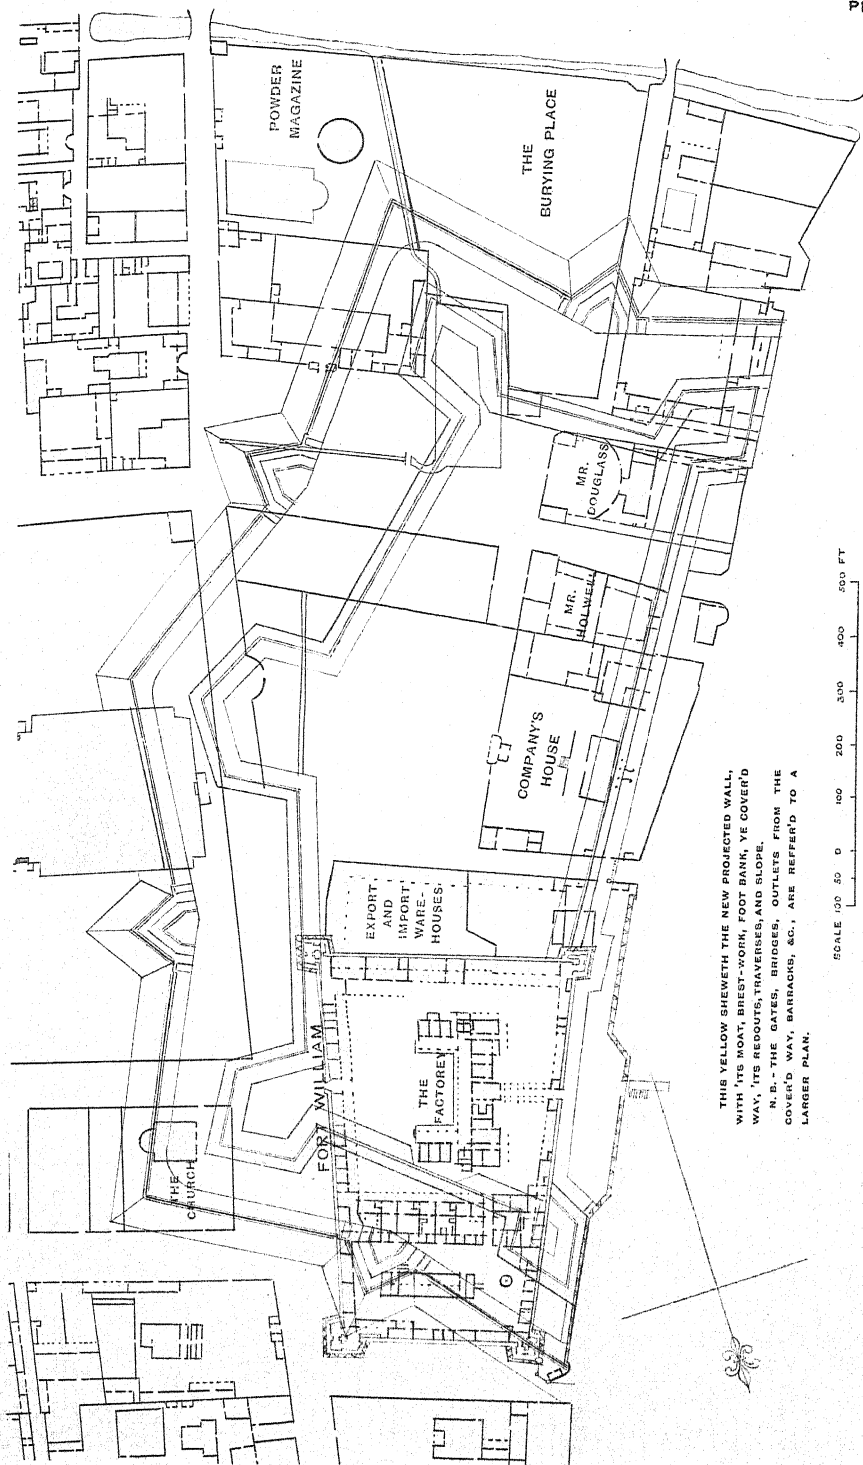 POWDER
MAGAZINE
THE
BURYING PLACE
MR.
DOUGLASS
MR.
HOLWELL
COMPANY'S
HOUSE
EXPORT
AND
IMPORT
WARE-
HOUSES.
FORT WILLIAM
THE
FACTOREY
THE
CHURCH
THIS YELLOW SHEWETH THE NEW PROJECTED WALL,
WITH 'ITS MOAT, BREST-WORK, FOOT BANK, YE COVER'D
WAY, 'ITS REDOUTS, TRAVERSES, AND SLOPE.
N. B. - THE GATES, BRIDGES, OUTLETS FROM THE
COVER'D WAY, BARRACKS, &C., ARE REFFER'D TO A
LARGER PLAN.
SCALE 100 50 0 100 200 300 400 500 FT